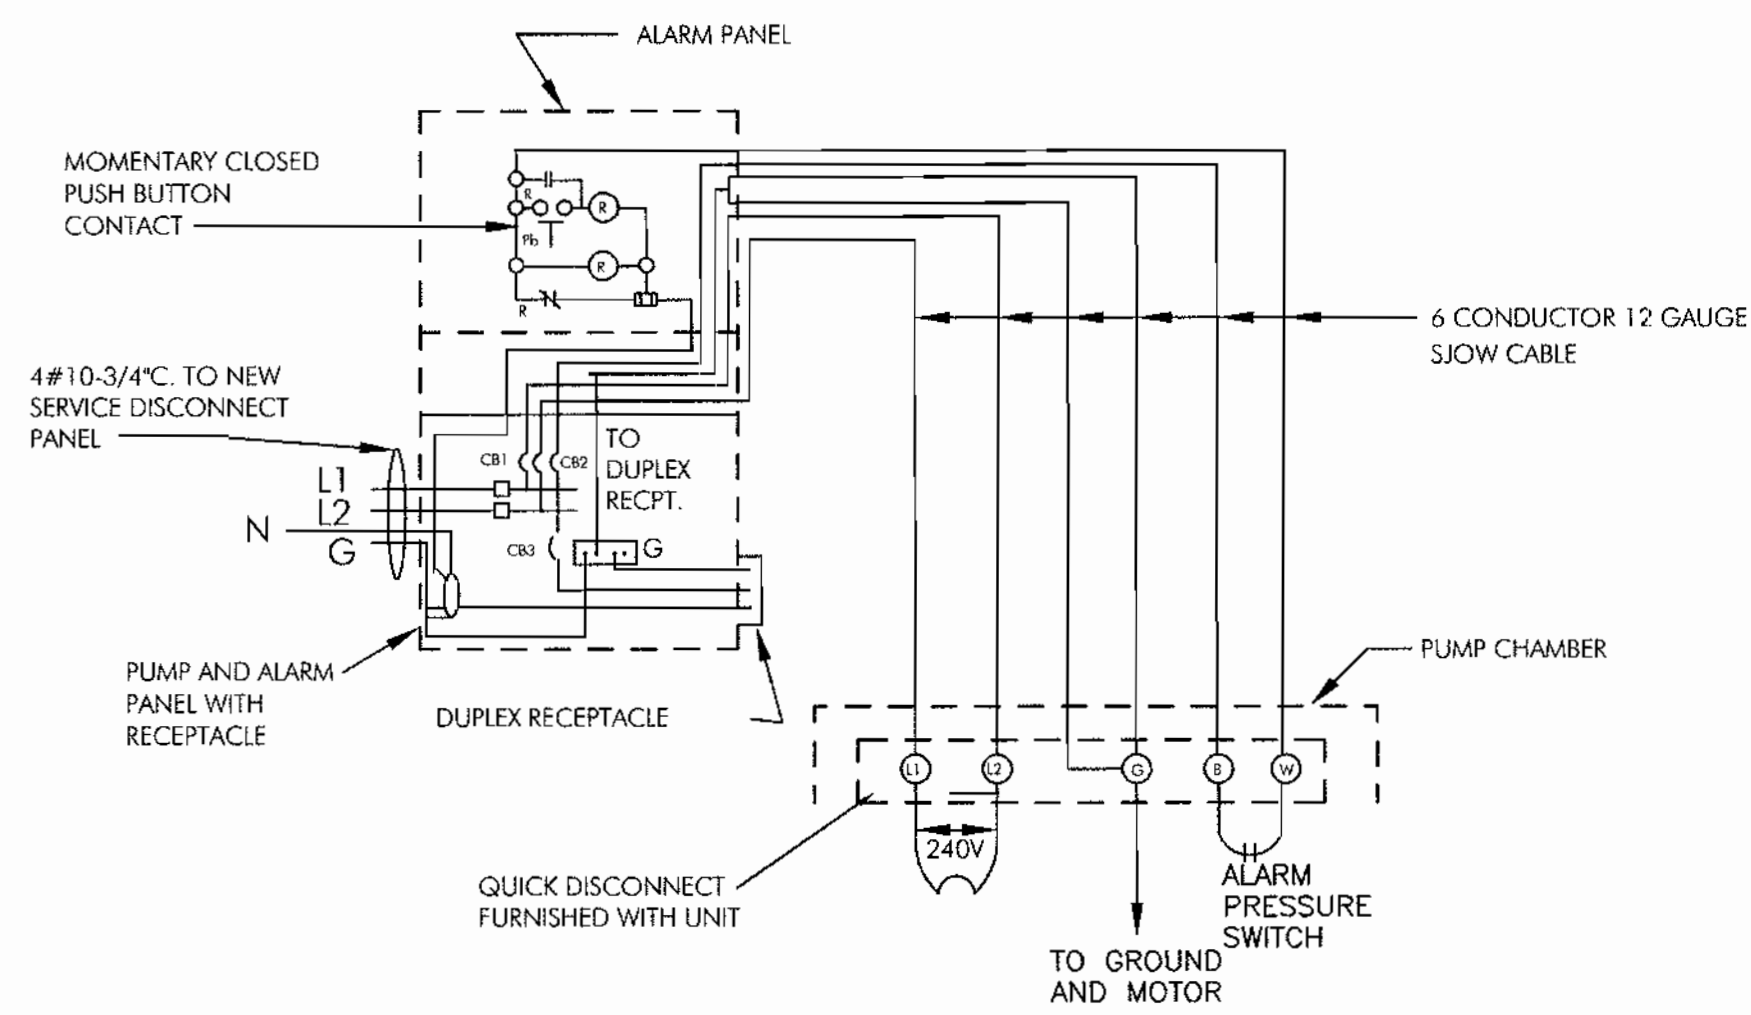 ALARM PANEL
MOMENTARY CLOSED
PUSH BUTTON
CONTACT
R
R
Pb
R
R
6 CONDUCTOR 12 GAUGE
SJOW CABLE
4#10-3/4"C. TO NEW
SERVICE DISCONNECT
PANEL
TO
DUPLEX
RECPT.
CB1
CB2
L1
L2
N
G
CB3
G
PUMP AND ALARM
PANEL WITH
RECEPTACLE
DUPLEX RECEPTACLE
PUMP CHAMBER
L1
L2
G
B
W
240V
QUICK DISCONNECT
FURNISHED WITH UNIT
ALARM
PRESSURE
SWITCH
TO GROUND
AND MOTOR